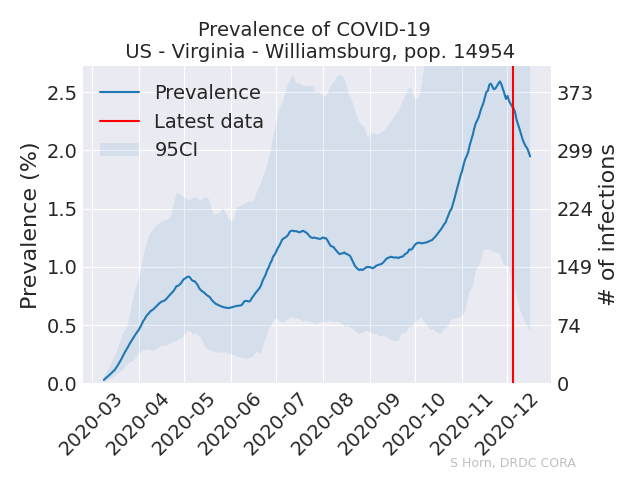 Prevalence of COVID-19
US - Virginia - Williamsburg, pop. 14954
Prevalence
Latest data
95CI
Prevalence (%)
2.5
2.0
1.5
1.0
0.5
0.0
373
299
224
149
74
0
# of infections
2020-03
2020-04
2020-05
2020-06
2020-07
2020-08
2020-09
2020-10
2020-11
2020-12
S Horn, DRDC CORA